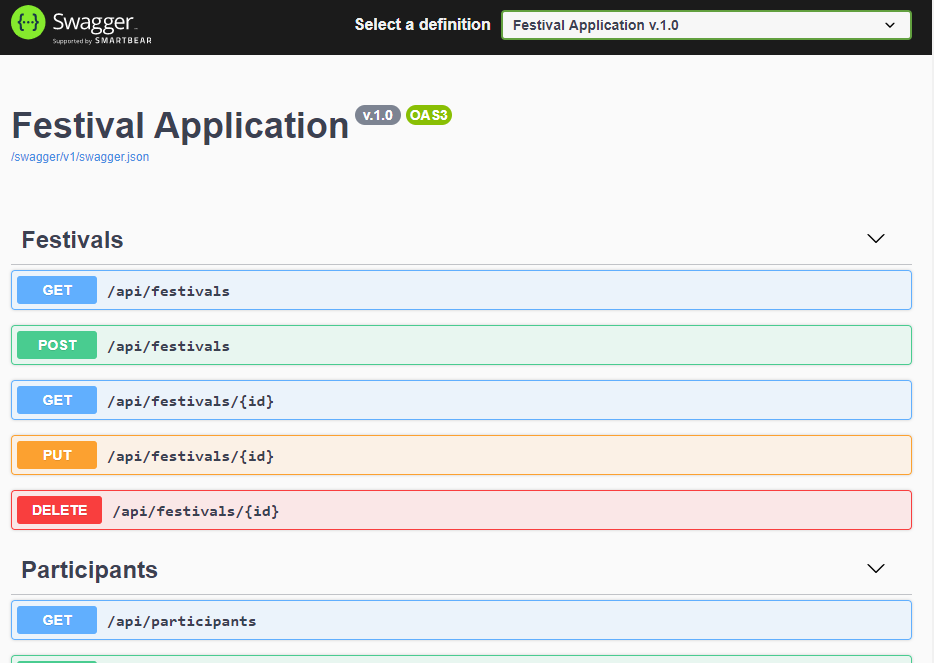 Swagger
Supported by SMARTBEAR
Select a definition
Festival Application v.1.0
Festival Application v.1.0 OAS3
/swagger/v1/swagger.json
Festivals
GET /api/festivals
POST /api/festivals
GET /api/festivals/{id}
PUT /api/festivals/{id}
DELETE /api/festivals/{id}
Participants
GET /api/participants